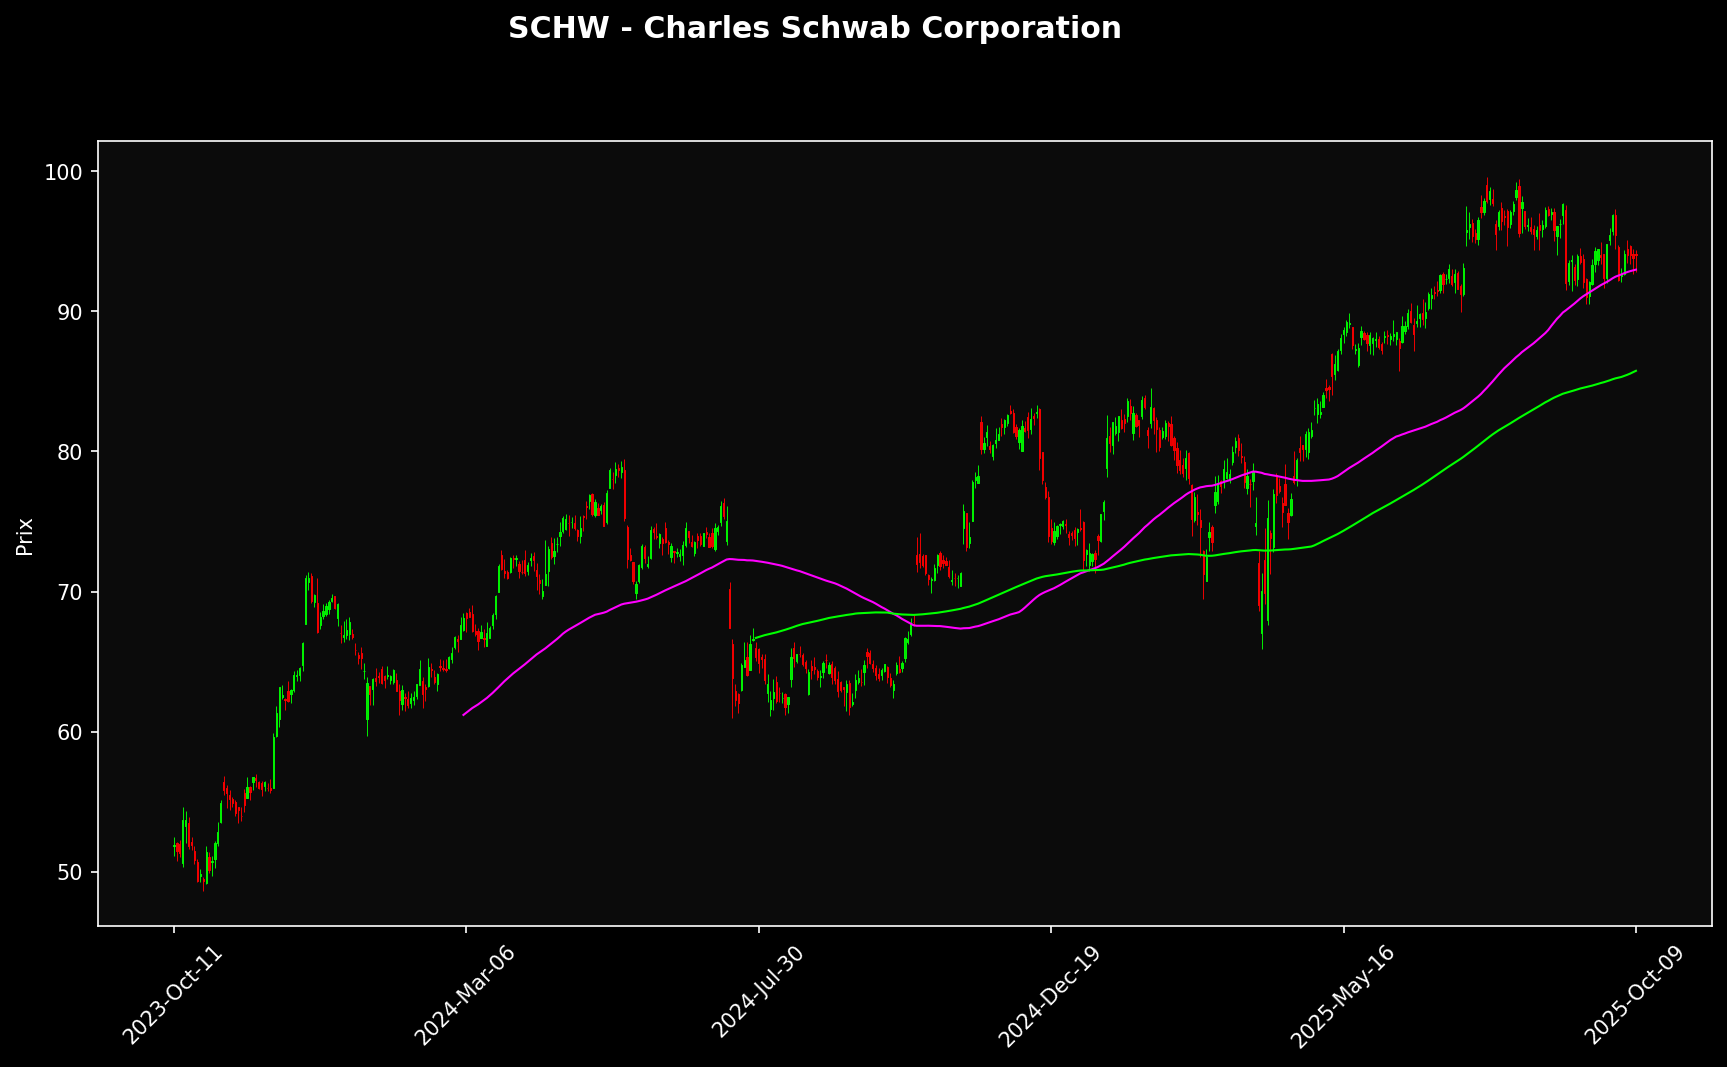 SCHW - Charles Schwab Corporation
Prix
100
90
80
70
60
50
2023-Oct-11
2024-Mar-06
2024-Jul-30
2024-Dec-19
2025-May-16
2025-Oct-09